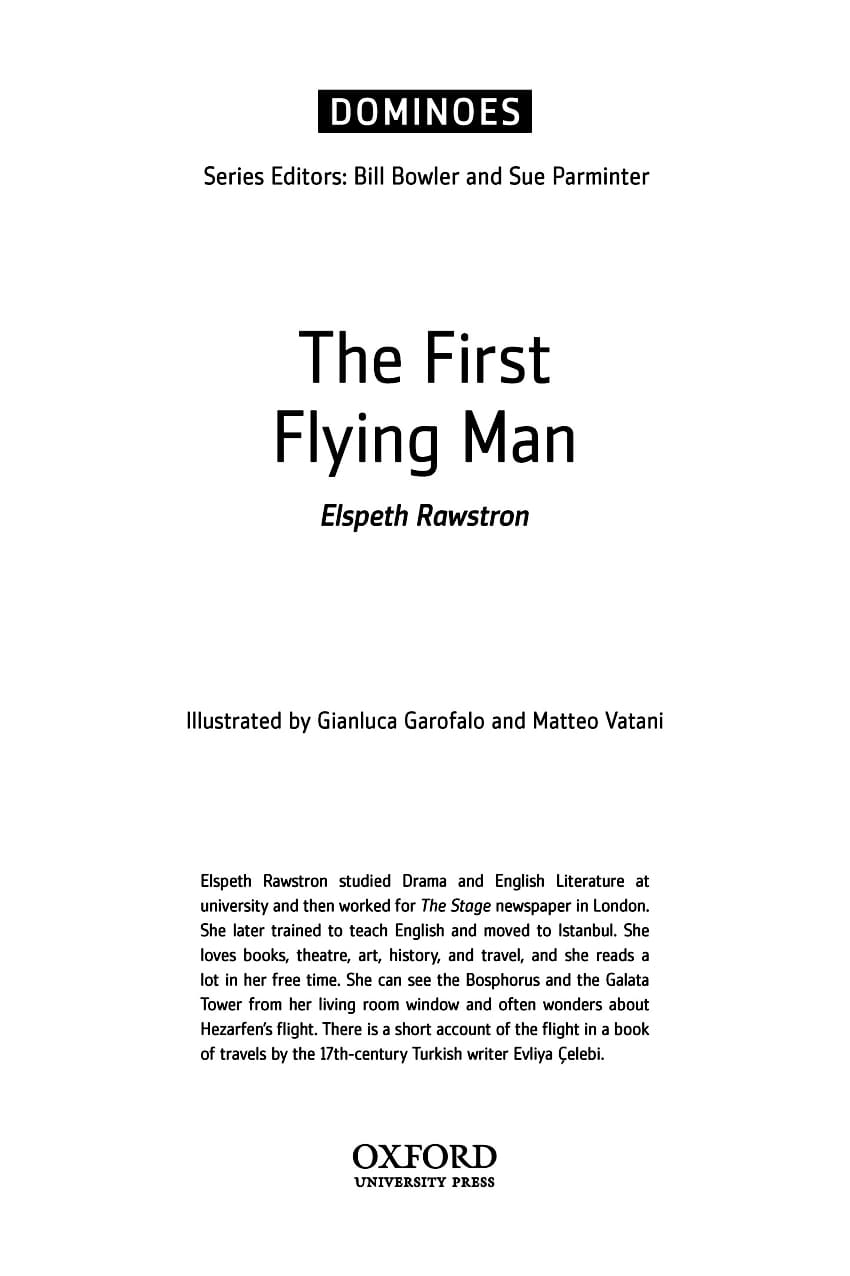 DOMINOES
Series Editors: Bill Bowler and Sue Parminter
The First
Flying Man
Elspeth Rawstron
Illustrated by Gianluca Garofalo and Matteo Vatani
Elspeth Rawstron studied Drama and English Literature at
university and then worked for The Stage newspaper in London.
She later trained to teach English and moved to Istanbul. She
loves books, theatre, art, history, and travel, and she reads a
lot in her free time. She can see the Bosphorus and the Galata
Tower from her living room window and often wonders about
Hezarfen's flight. There is a short account of the flight in a book
of travels by the 17th-century Turkish writer Evliya Çelebi.
OXFORD
UNIVERSITY PRESS